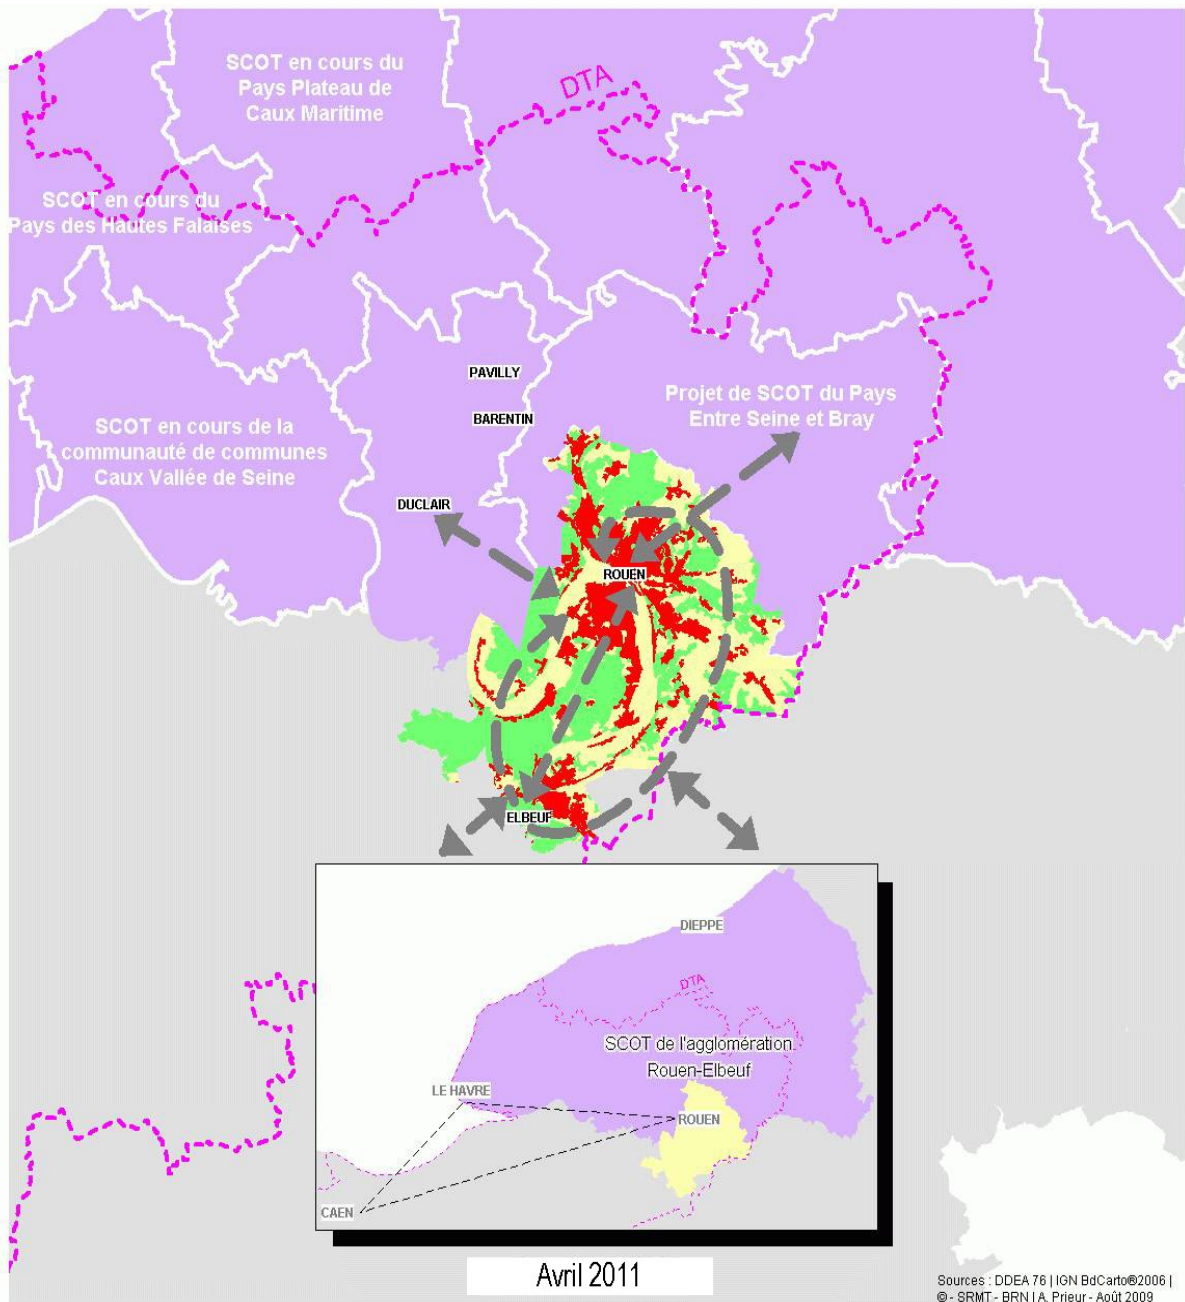 SCOT en cours du
Pays Plateau de
Caux Maritime
DTA
SCOT en cours du
Pays des Hautes Falaises
PAVILLY
Projet de SCOT du Pays
Entre Seine et Bray
BARENTIN
SCOT en cours de la
communauté de communes
Caux Vallée de Seine
DUCLAIR
ROUEN
ELBEUF
DIEPPE
DTA
SCOT de l'agglomération
Rouen-Elbeuf
LE HAVRE
ROUEN
CAEN
Avril 2011
Sources : DDEA 76 | IGN BdCarto®2006 |
© - SRMT - BRN | A. Prieur - Août 2009